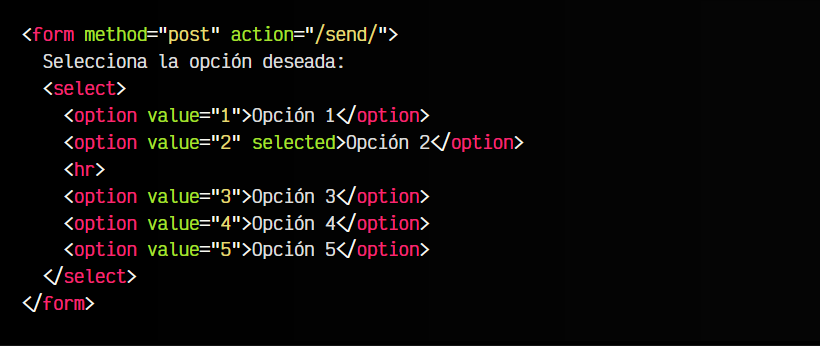 <form method="post" action="/send/">
Selecciona la opción deseada:
<select>
<option value="1">Opción 1</option>
<option value="2" selected>Opción 2</option>
<hr>
<option value="3">Opción 3</option>
<option value="4">Opción 4</option>
<option value="5">Opción 5</option>
</select>
</form>